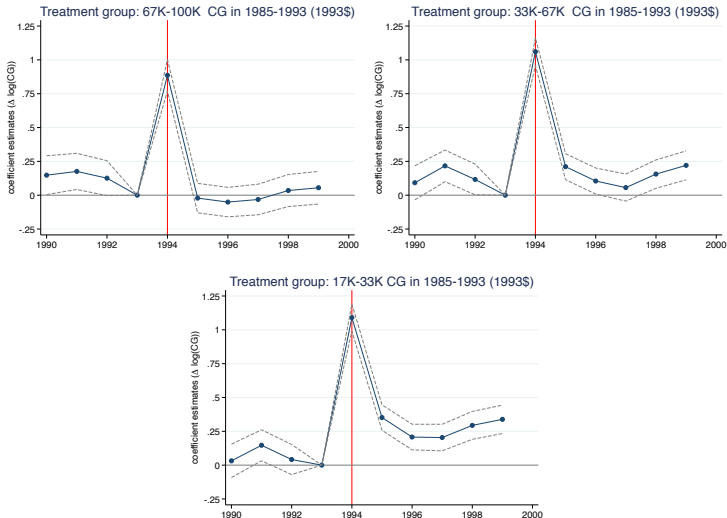 Treatment group: 67K-100K  CG in 1985-1993 (1993$)
coefficient estimates (Δ log(CG))
1.25
1
.75
.5
.25
0
-.25
1990 1992 1994 1996 1998 2000
Treatment group: 33K-67K  CG in 1985-1993 (1993$)
coefficient estimates (Δ log(CG))
1.25
1
.75
.5
.25
0
-.25
1990 1992 1994 1996 1998 2000
Treatment group: 17K-33K CG in 1985-1993 (1993$)
coefficient estimates (Δ log(CG))
1.25
1
.75
.5
.25
0
-.25
1990 1992 1994 1996 1998 2000